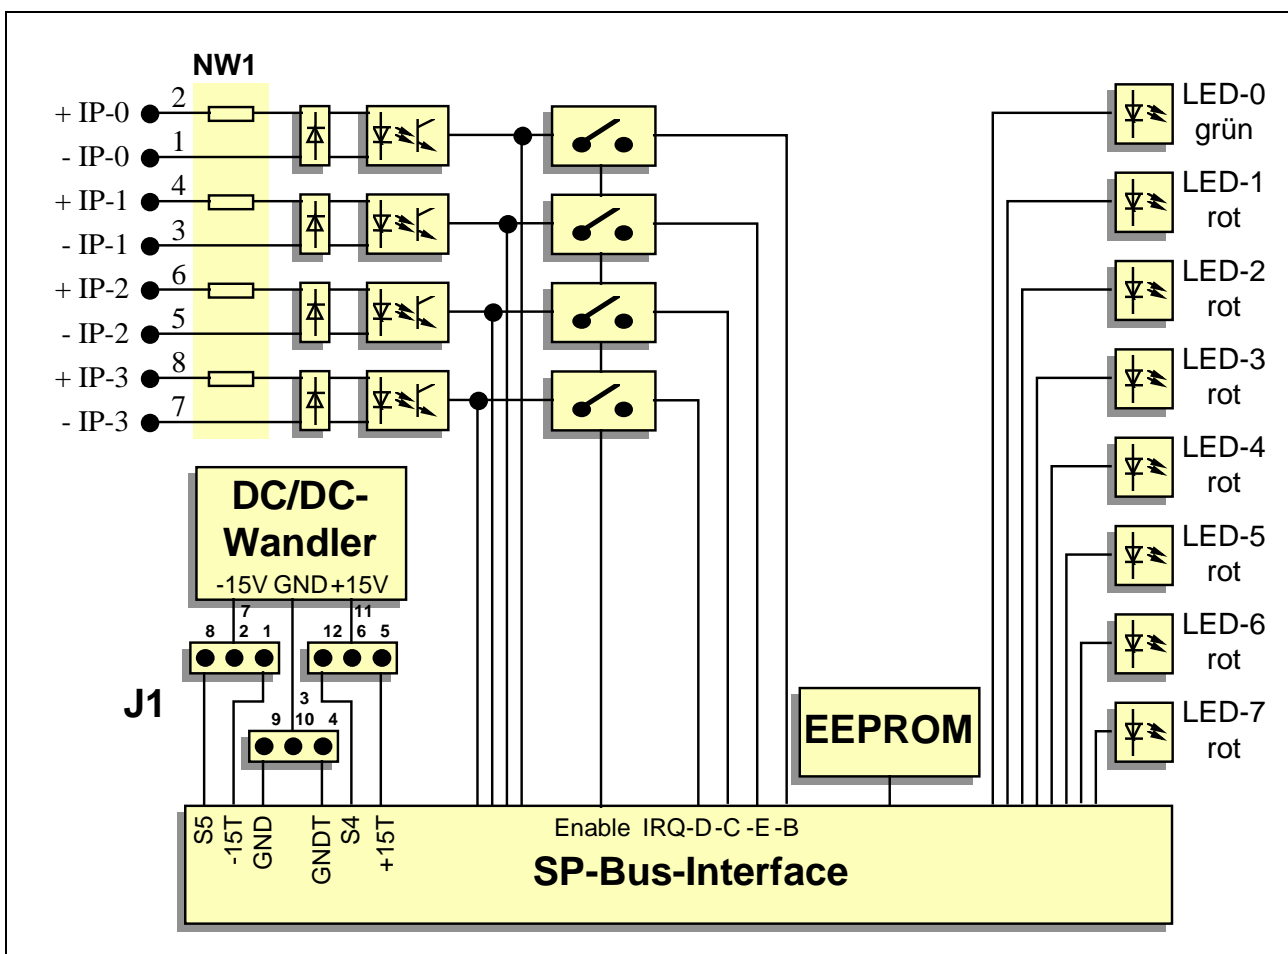 NW1
+ IP-0 2
- IP-0 1
+ IP-1 4
- IP-1 3
+ IP-2 6
- IP-2 5
+ IP-3 8
- IP-3 7
LED-0
grün
LED-1
rot
LED-2
rot
LED-3
rot
LED-4
rot
LED-5
rot
LED-6
rot
LED-7
rot
DC/DC-
Wandler
-15V GND +15V
7 11
8 2 1 12 6 5
J1
3
9 10 4
EEPROM
S5
-15T
GND
GNDT
S4
+15T
Enable IRQ-D -C -E -B
SP-Bus-Interface